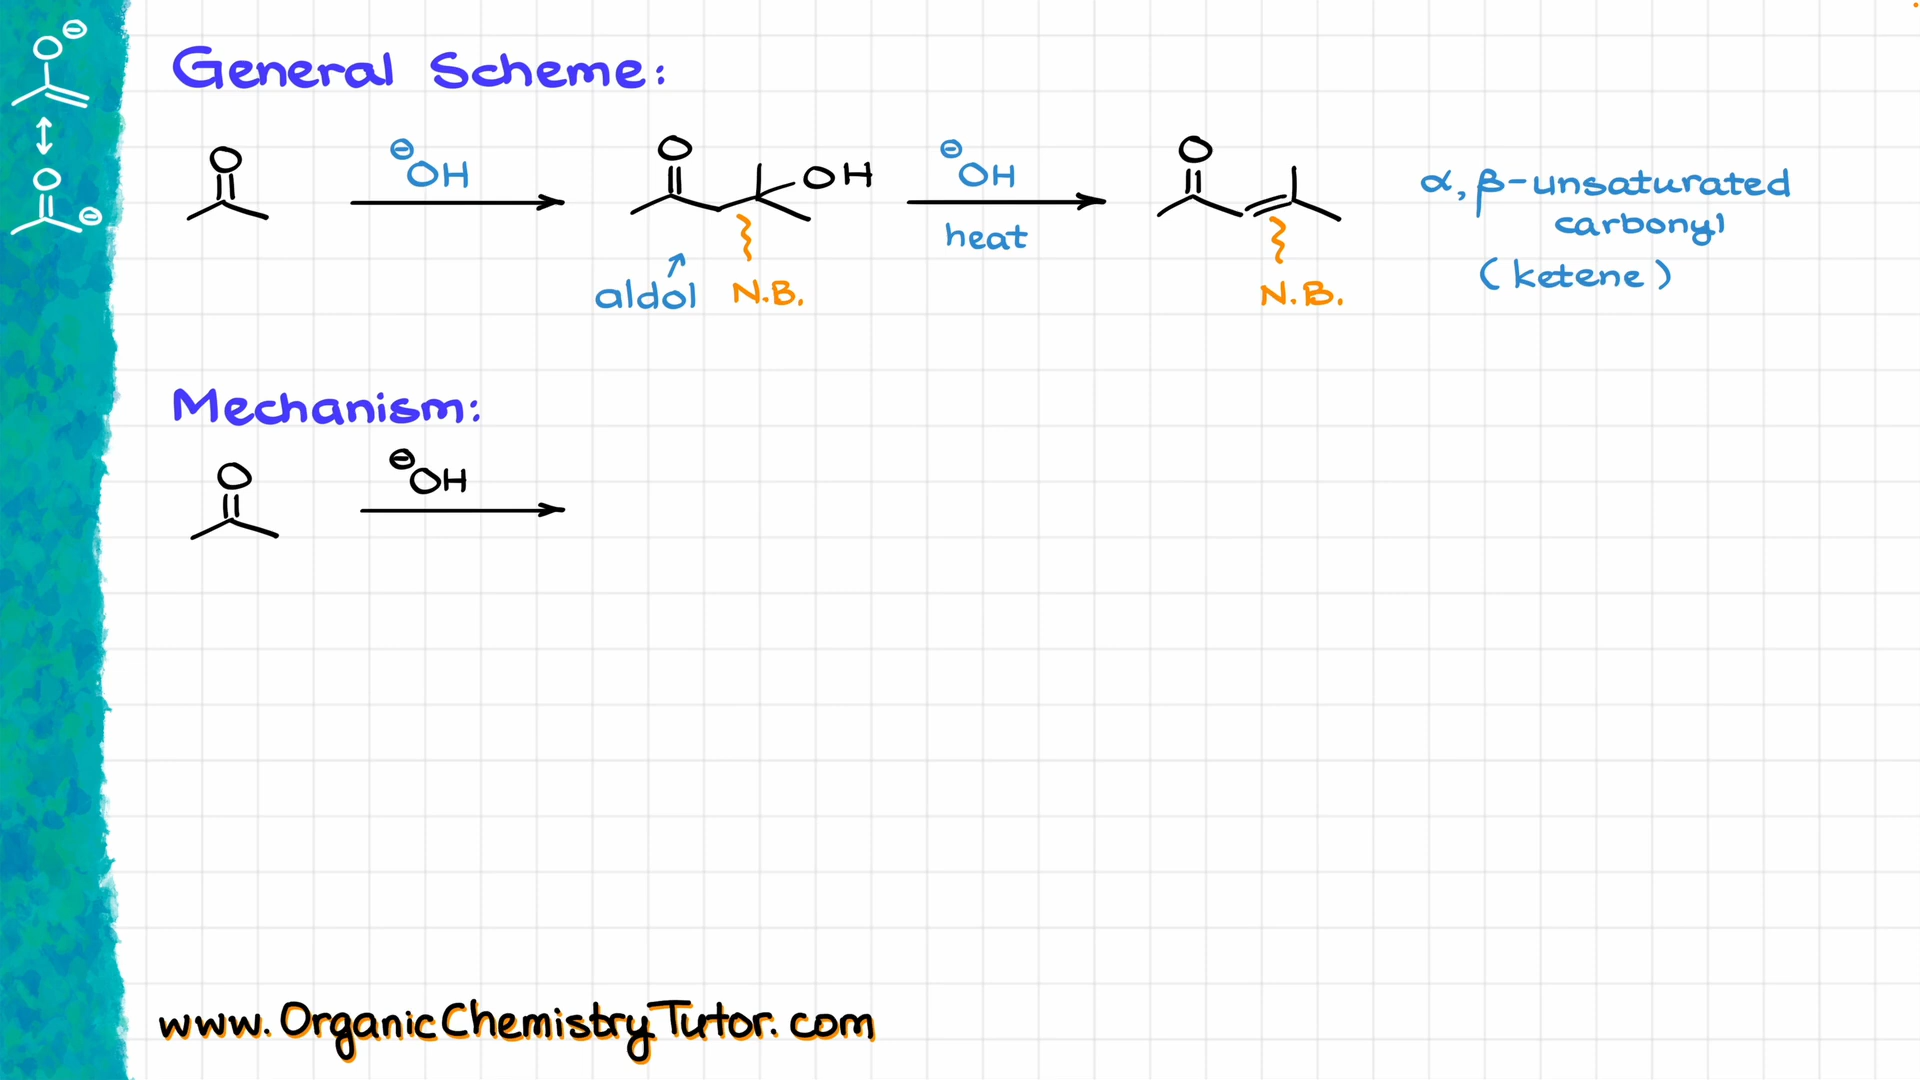 General Scheme:
O
⊖
OH
O
OH
⊖
OH
heat
O
α, β-unsaturated
carbonyl
(ketene)
aldol
N.B.
N.B.
Mechanism:
O
⊖
OH
O
⊖
O
⊖
www.OrganicChemistryTutor.com